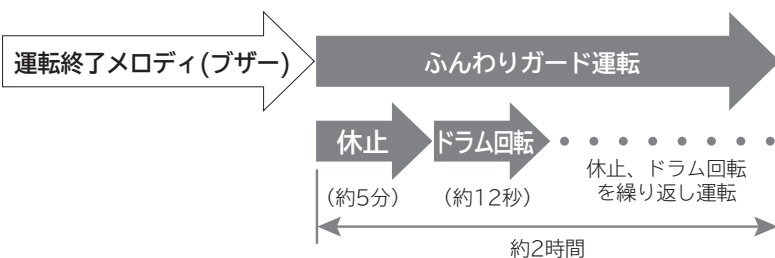 運転終了メロディ(ブザー)
ふんわりガード運転
休止
ドラム回転
(約5分)
(約12秒)
休止、ドラム回転
を繰り返し運転
約2時間